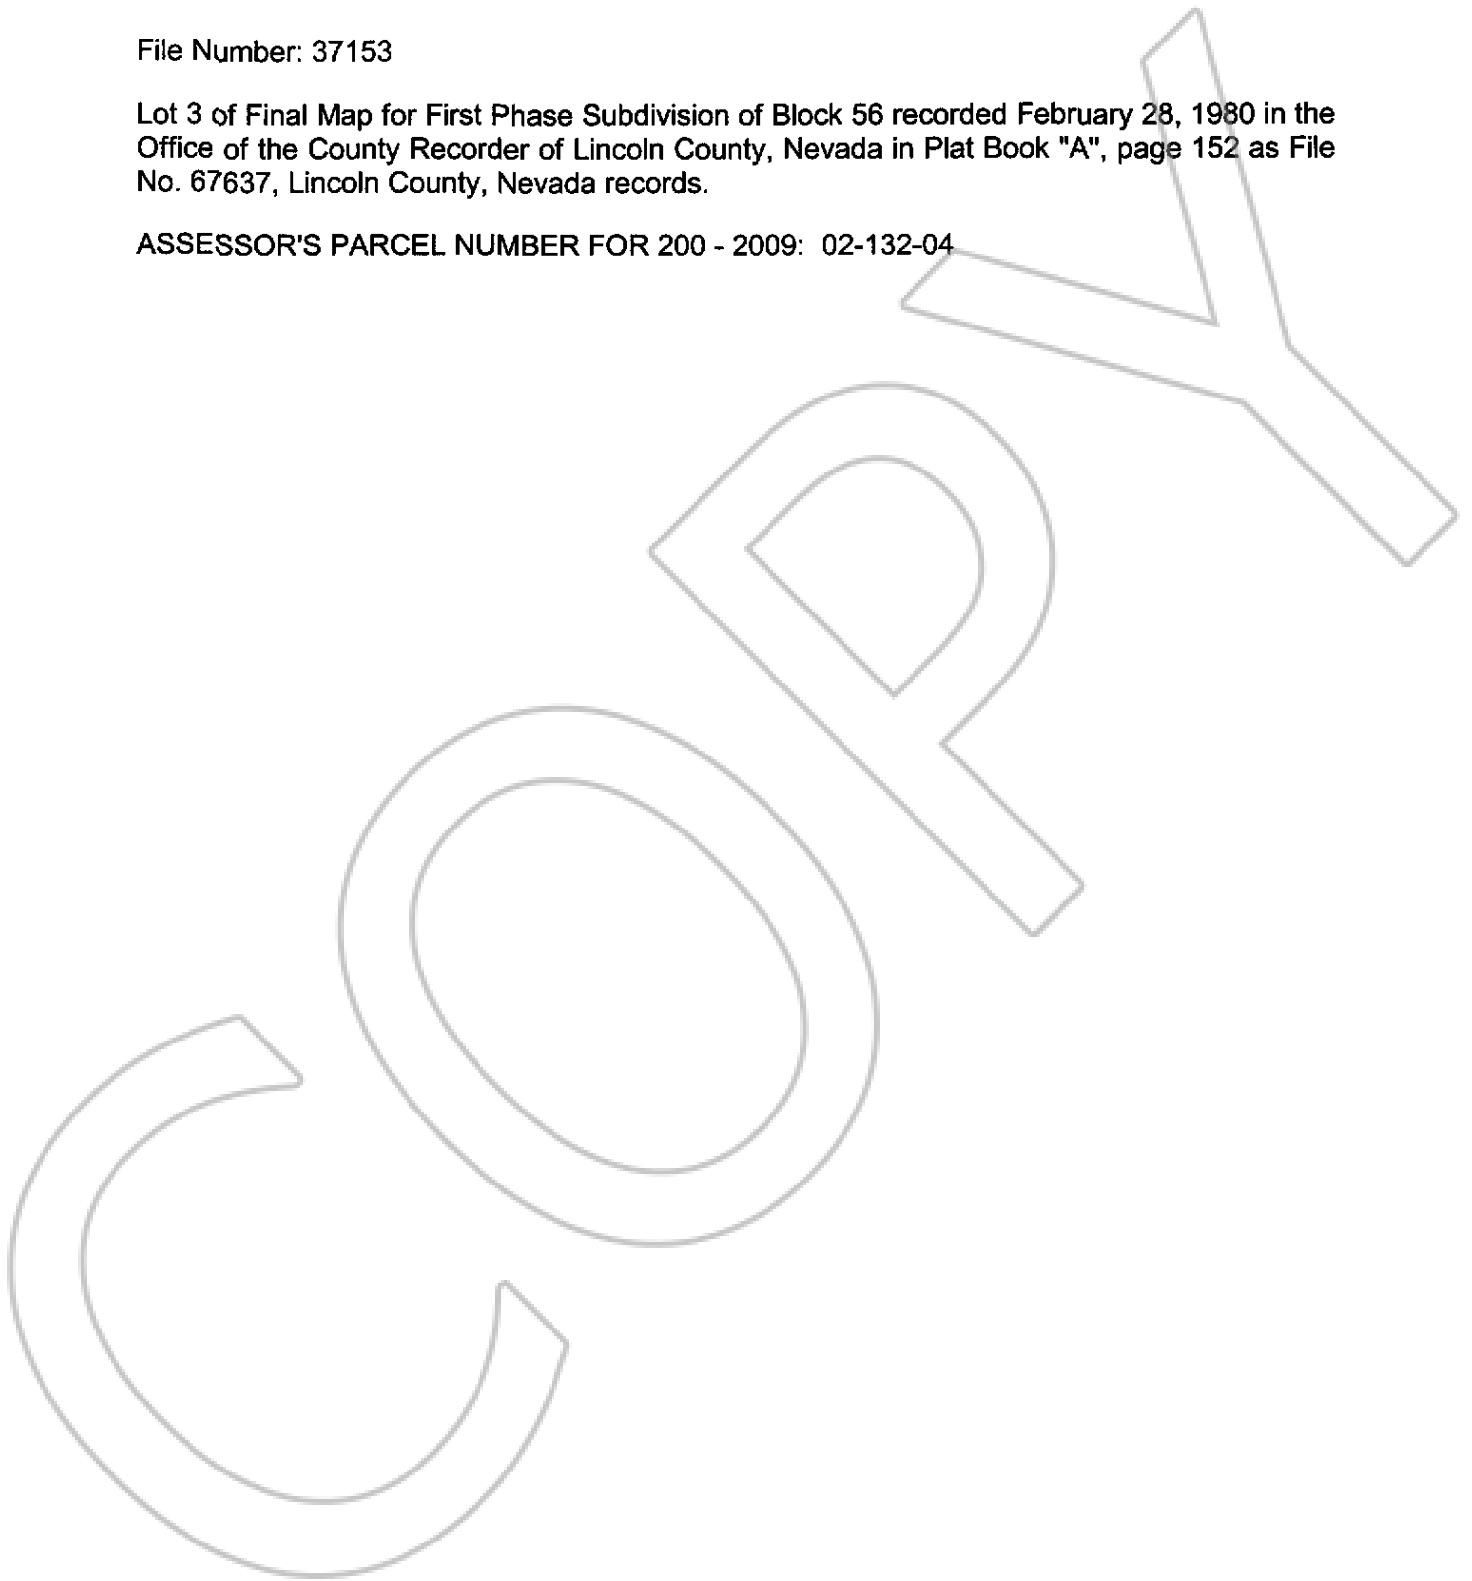 File Number: 37153
Lot 3 of Final Map for First Phase Subdivision of Block 56 recorded February 28, 1980 in the
Office of the County Recorder of Lincoln County, Nevada in Plat Book "A", page 152 as File
No. 67637, Lincoln County, Nevada records.
ASSESSOR'S PARCEL NUMBER FOR 200 - 2009: 02-132-04
COPY